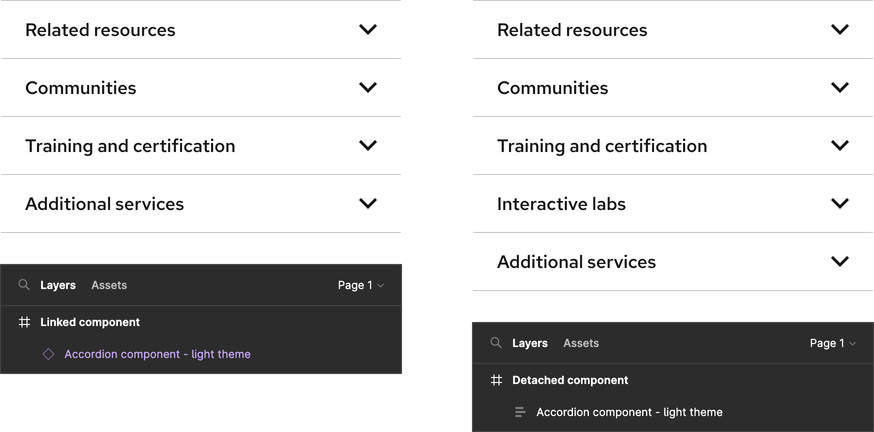 Related resources
Communities
Training and certification
Additional services
Layers Assets Page 1
Linked component
Accordion component - light theme
Related resources
Communities
Training and certification
Interactive labs
Additional services
Layers Assets Page 1
Detached component
Accordion component - light theme